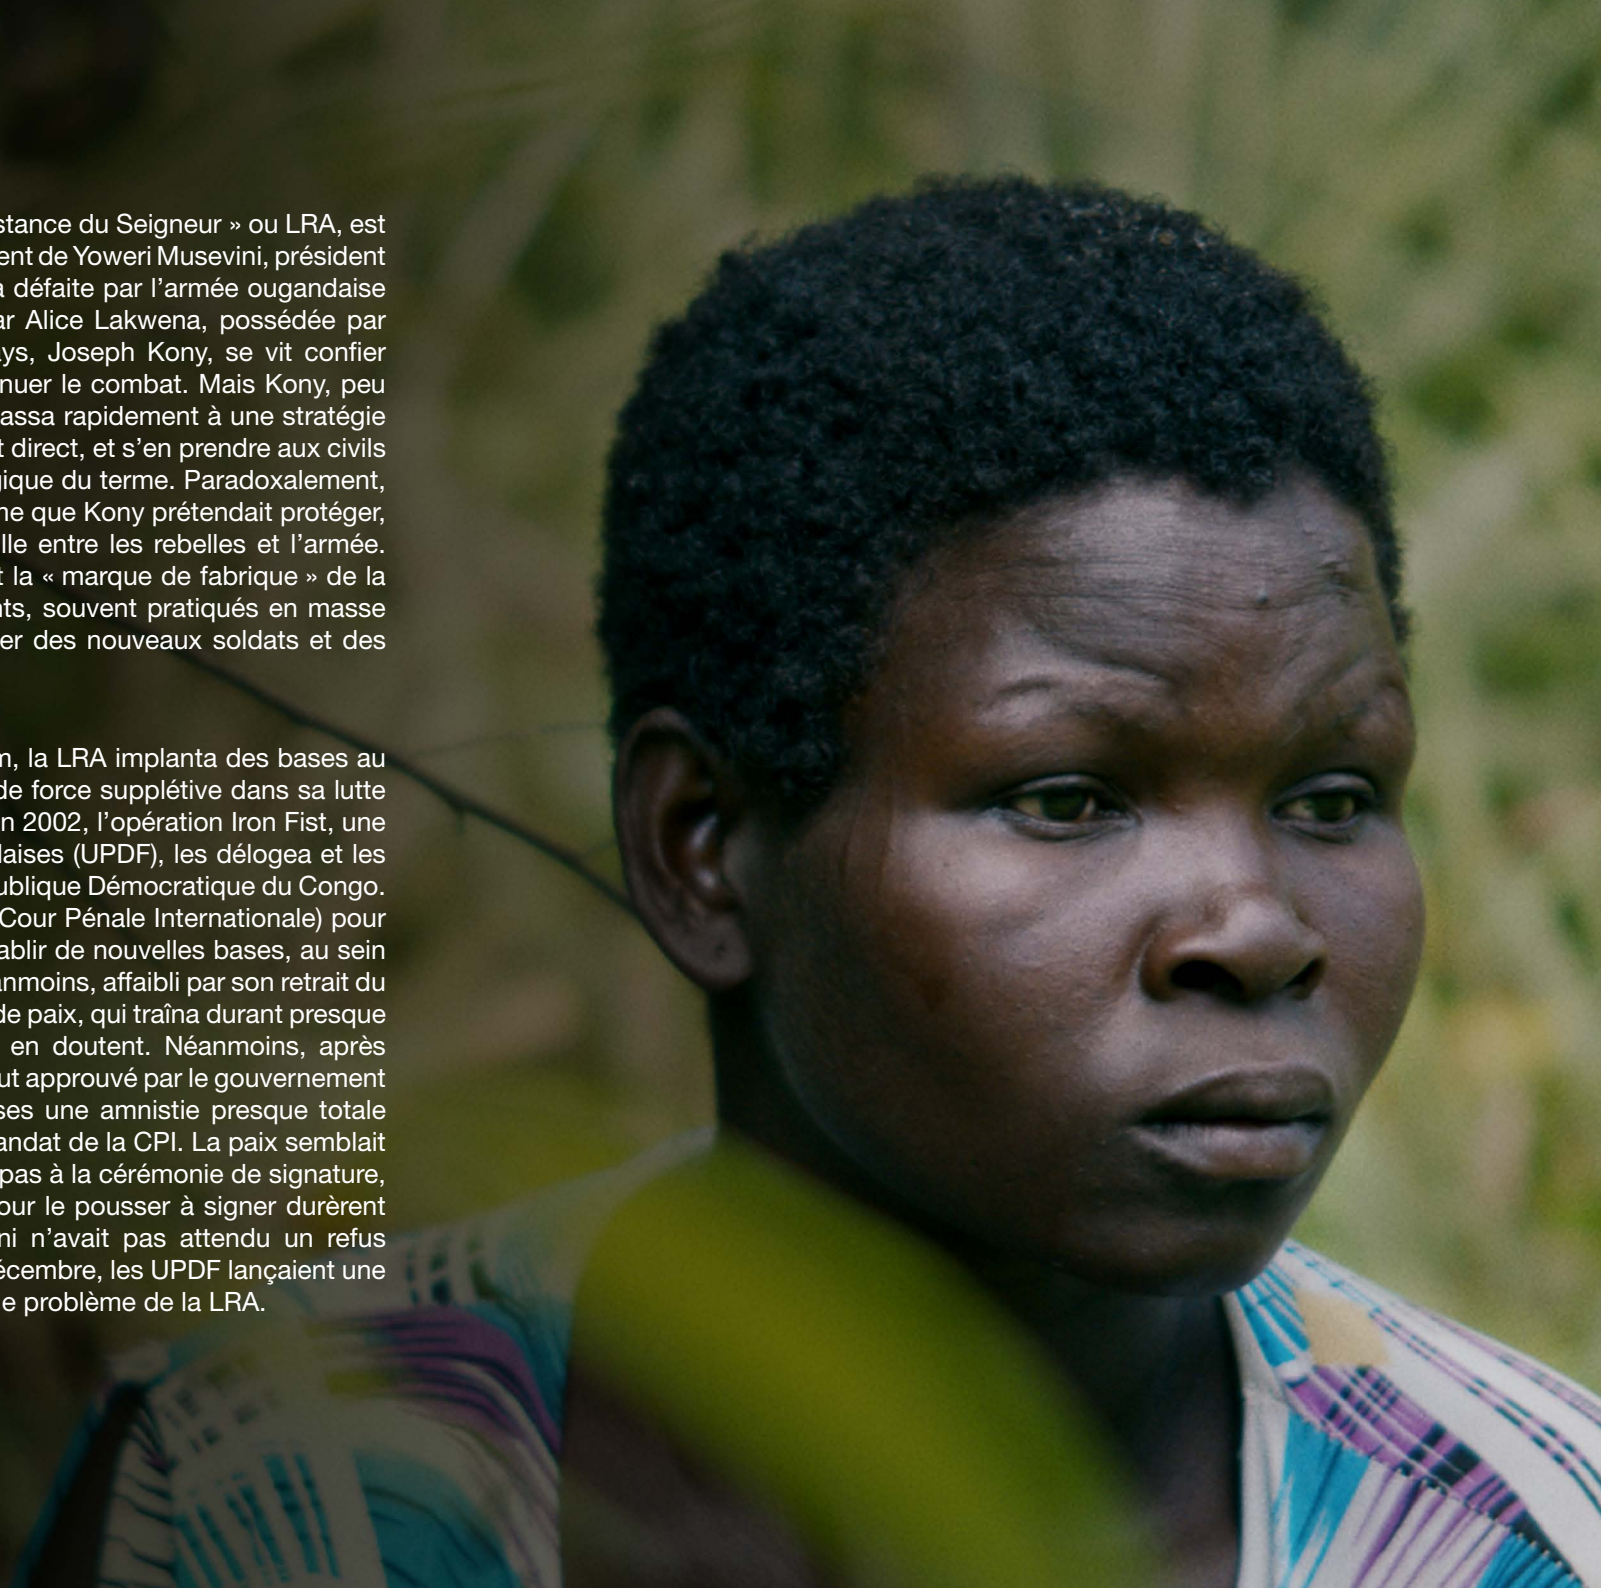 stance du Seigneur » ou LRA, est
ent de Yoweri Musevini, président
a défaite par l’armée ougandaise
ar Alice Lakwena, possédée par
ays, Joseph Kony, se vit confier
nuer le combat. Mais Kony, peu
assa rapidement à une stratégie
t direct, et s’en prendre aux civils
gique du terme. Paradoxalement,
ne que Kony prétendait protéger,
lle entre les rebelles et l’armée.
t la « marque de fabrique » de la
nts, souvent pratiqués en masse
er des nouveaux soldats et des
m, la LRA implanta des bases au
de force supplétive dans sa lutte
n 2002, l’opération Iron Fist, une
laises (UPDF), les délogea et les
ublique Démocratique du Congo.
Cour Pénale Internationale) pour
ablir de nouvelles bases, au sein
anmoins, affaibli par son retrait du
de paix, qui traîna durant presque
en doutent. Néanmoins, après
ut approuvé par le gouvernement
ses une amnistie presque totale
andat de la CPI. La paix semblait
pas à la cérémonie de signature,
our le pousser à signer durèrent
ni n’avait pas attendu un refus
écembre, les UPDF lançaient une
e problème de la LRA.